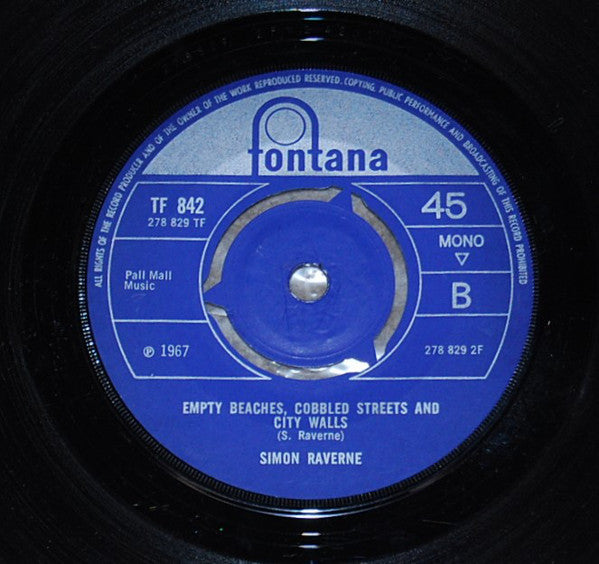 ALL RIGHTS OF THE RECORD PRODUCER AND OF THE OWNER OF THE WORK REPRODUCED RESERVED. COPYING, PUBLIC PERFORMANCE AND BROADCASTING OF THIS RECORD PROHIBITED
fontana
TF 842
278 829 TF
45
MONO
▽
B
Pall Mall
Music
℗ 1967
278 829 2F
EMPTY BEACHES, COBBLED STREETS AND
CITY WALLS
(S. Raverne)
SIMON RAVERNE